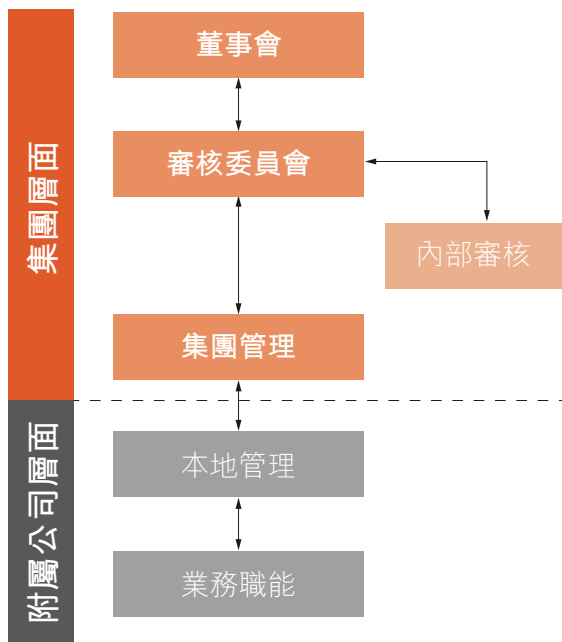 集團層面
董事會
審核委員會
內部審核
集團管理
附屬公司層面
本地管理
業務職能